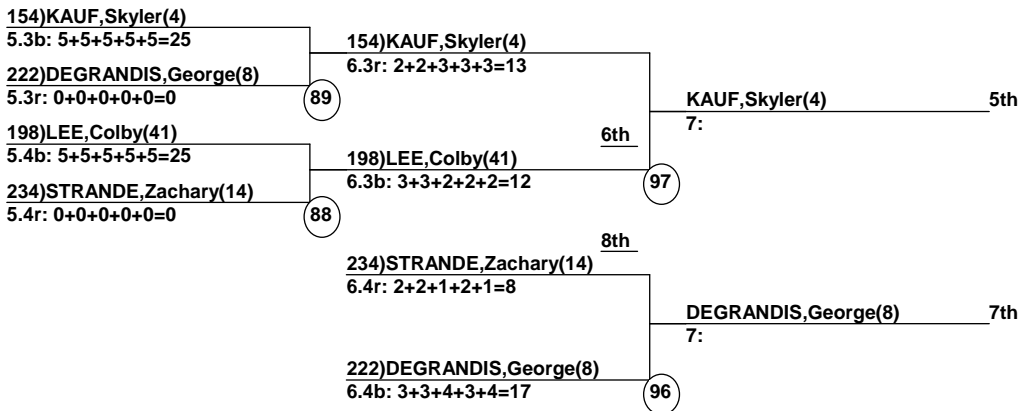 154)KAUF,Skyler(4)
5.3b: 5+5+5+5+5=25
222)DEGRANDIS,George(8)
5.3r: 0+0+0+0+0=0
89
198)LEE,Colby(41)
5.4b: 5+5+5+5+5=25
234)STRANDE,Zachary(14)
5.4r: 0+0+0+0+0=0
88
154)KAUF,Skyler(4)
6.3r: 2+2+3+3+3=13
6th
198)LEE,Colby(41)
6.3b: 3+3+2+2+2=12
97
KAUF,Skyler(4) 5th
7:
8th
234)STRANDE,Zachary(14)
6.4r: 2+2+1+2+1=8
222)DEGRANDIS,George(8)
6.4b: 3+3+4+3+4=17
96
DEGRANDIS,George(8) 7th
7: